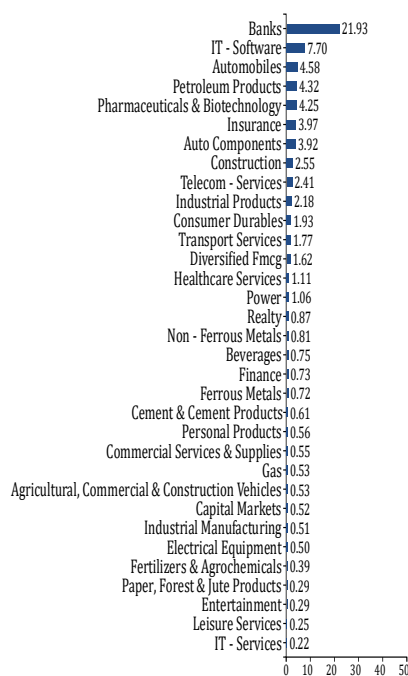 Banks 21.93
IT - Software 7.70
Automobiles 4.58
Petroleum Products 4.32
Pharmaceuticals & Biotechnology 4.25
Insurance 3.97
Auto Components 3.92
Construction 2.55
Telecom - Services 2.41
Industrial Products 2.18
Consumer Durables 1.93
Transport Services 1.77
Diversified Fmcg 1.62
Healthcare Services 1.11
Power 1.06
Realty 0.87
Non - Ferrous Metals 0.81
Beverages 0.75
Finance 0.73
Ferrous Metals 0.72
Cement & Cement Products 0.61
Personal Products 0.56
Commercial Services & Supplies 0.55
Gas 0.53
Agricultural, Commercial & Construction Vehicles 0.53
Capital Markets 0.52
Industrial Manufacturing 0.51
Electrical Equipment 0.50
Fertilizers & Agrochemicals 0.39
Paper, Forest & Jute Products 0.29
Entertainment 0.29
Leisure Services 0.25
IT - Services 0.22
0 10 20 30 40 50